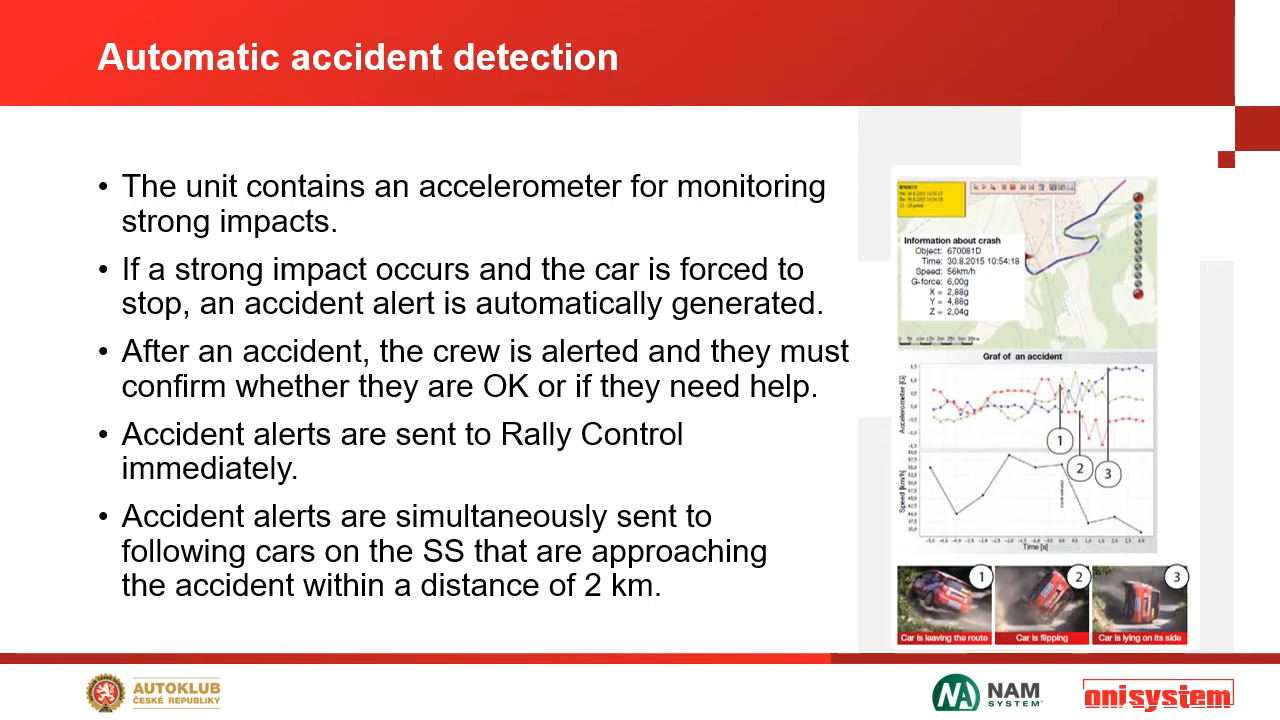 Automatic accident detection
• The unit contains an accelerometer for monitoring
strong impacts.
• If a strong impact occurs and the car is forced to
stop, an accident alert is automatically generated.
• After an accident, the crew is alerted and they must
confirm whether they are OK or if they need help.
• Accident alerts are sent to Rally Control
immediately.
• Accident alerts are simultaneously sent to
following cars on the SS that are approaching
the accident within a distance of 2 km.
Information about crash
Object: 670081D
Time: 30.8.2015 10:54:18
Speed: 56km/h
G-force: 6,00g
X = 2,88g
Y = 4,88g
Z = 2,04g
Graf of an accident
Accelerometer [G]
1
2
3
Speed [km/h]
Time [s]
1
2
3
Car is leaving the route
Car is flipping
Car is lying on its side
AUTOKLUB
ČESKÉ REPUBLIKY
NAM
SYSTEM
onisystem